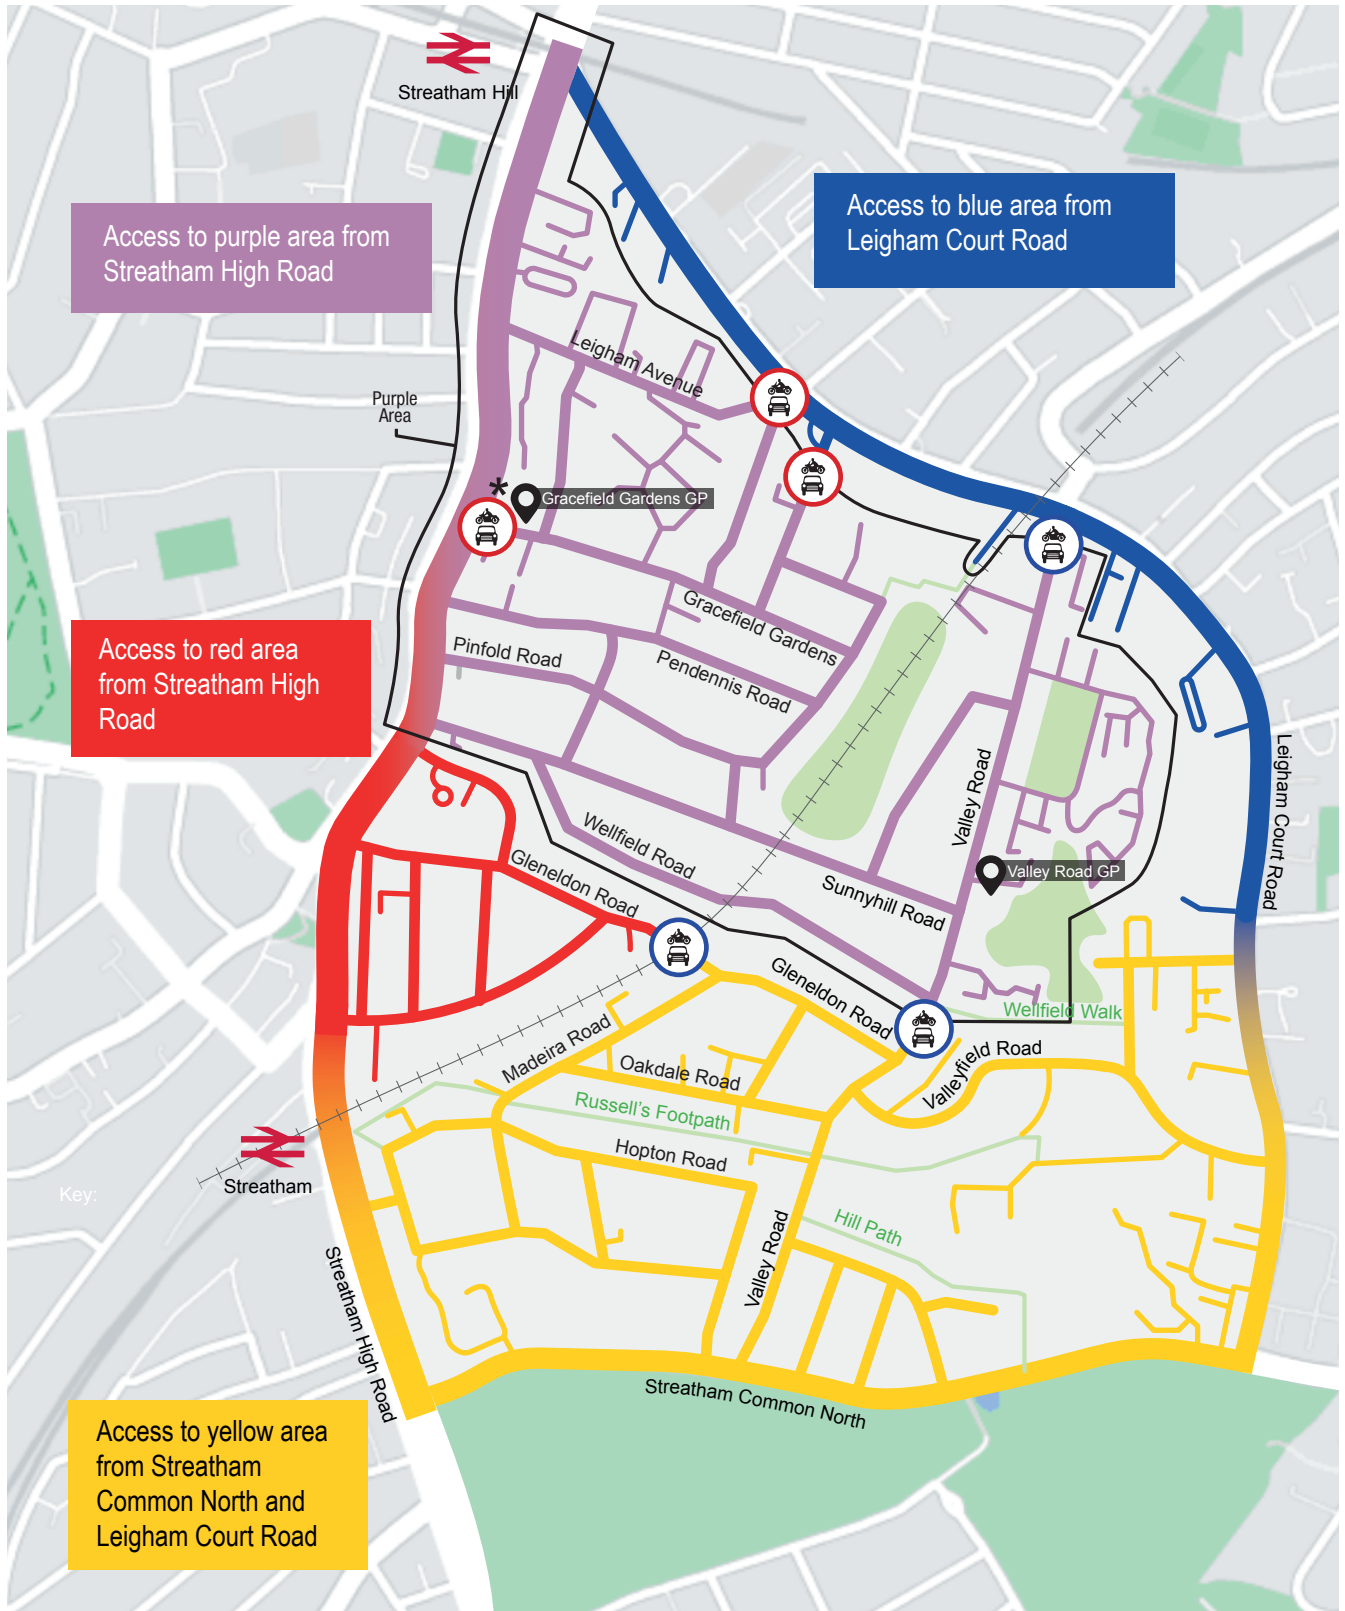 Streatham Hill
Access to purple area from
Streatham High Road
Access to blue area from
Leigham Court Road
Leigham Avenue
Purple
Area
*
Gracefield Gardens GP
Gracefield Gardens
Access to red area
from Streatham High
Road
Pinfold Road
Pendennis Road
Valley Road
Leigham Court Road
Wellfield Road
Gleneldon Road
Sunnyhill Road
Valley Road GP
Gleneldon Road
Wellfield Walk
Madeira Road
Oakdale Road
Valleyfield Road
Russell's Footpath
Hopton Road
Streatham
Key:
Hill Path
Valley Road
Streatham High Road
Streatham Common North
Access to yellow area
from Streatham
Common North and
Leigham Court Road